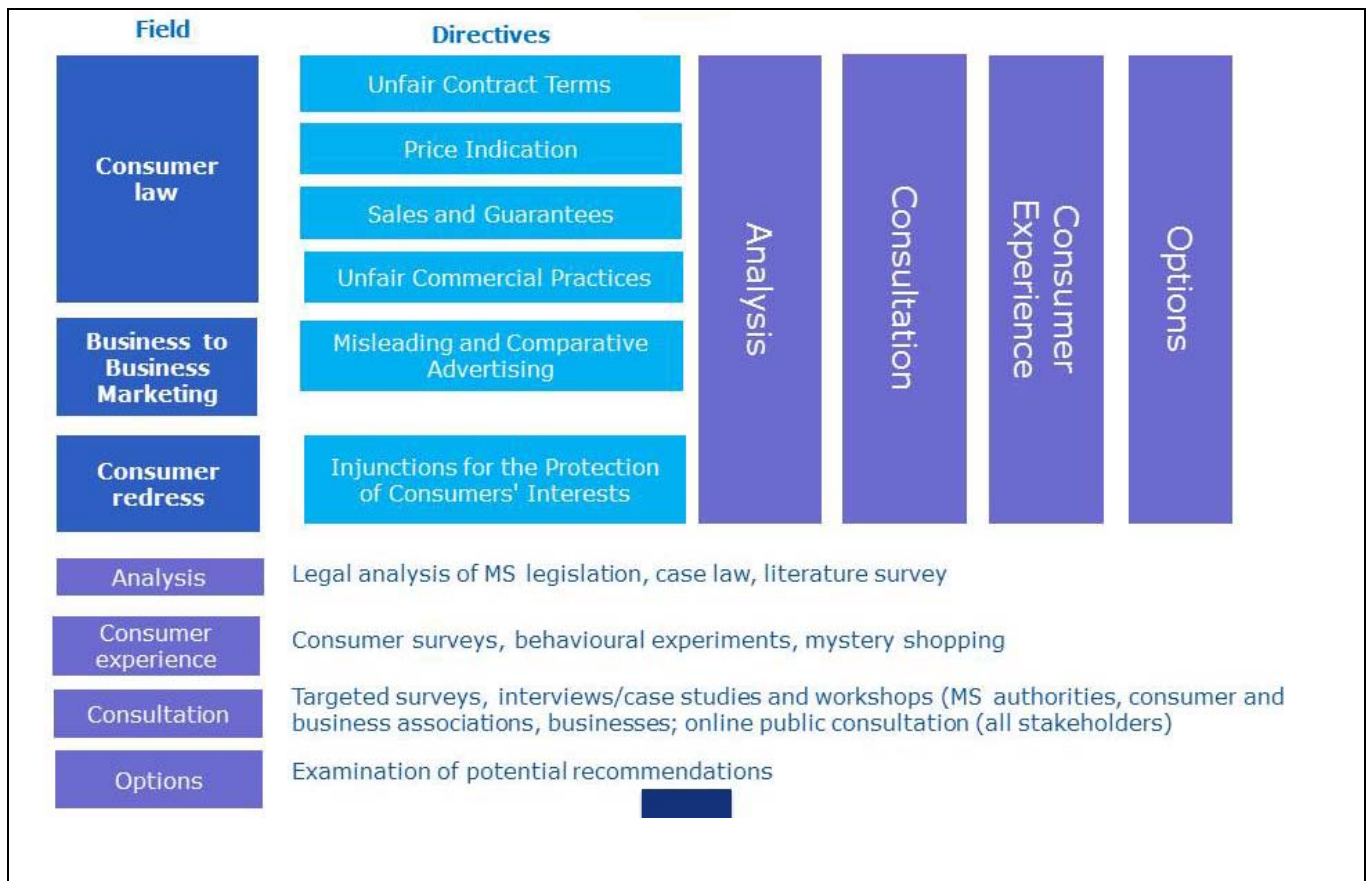 Field
Directives
Consumer
law
Unfair Contract Terms
Price Indication
Sales and Guarantees
Unfair Commercial Practices
Business to
Business
Marketing
Misleading and Comparative
Advertising
Consumer
redress
Injunctions for the Protection
of Consumers' Interests
Analysis
Consultation
Consumer
Experience
Options
Analysis
Legal analysis of MS legislation, case law, literature survey
Consumer
experience
Consumer surveys, behavioural experiments, mystery shopping
Consultation
Targeted surveys, interviews/case studies and workshops (MS authorities, consumer and
business associations, businesses; online public consultation (all stakeholders)
Options
Examination of potential recommendations